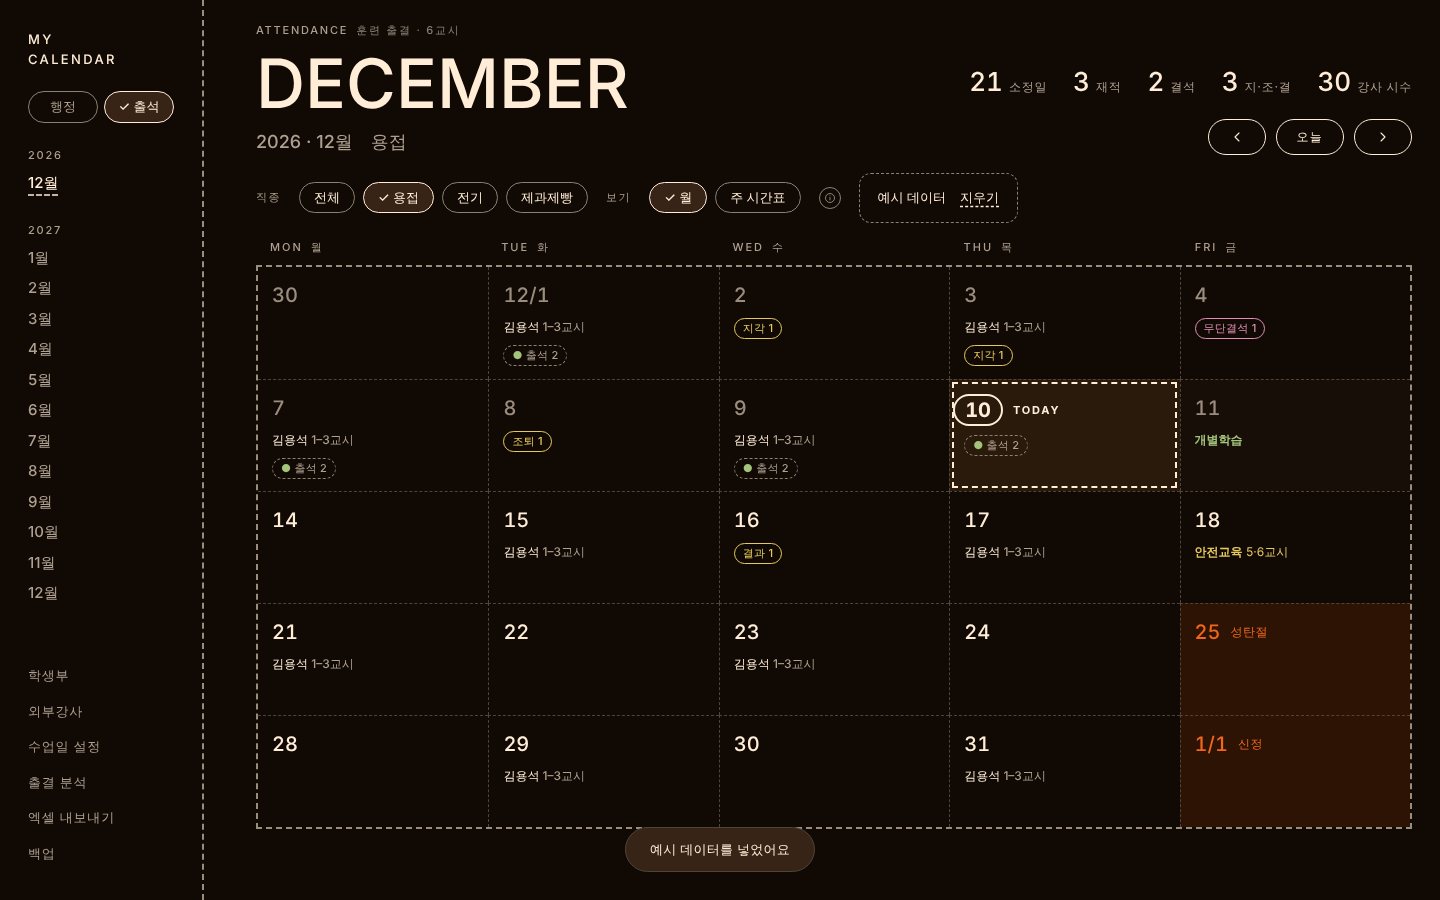 MY
CALENDAR
행정
출석
2026
12월
2027
1월
2월
3월
4월
5월
6월
7월
8월
9월
10월
11월
12월
학생부
외부강사
수업일 설정
출결 분석
엑셀 내보내기
백업
ATTENDANCE 훈련 출결 · 6교시
DECEMBER
2026 · 12월 용접
21 소정일 3 재적 2 결석 3 지·조·결 30 강사 시수
오늘
직종 전체 용접 전기 제과제빵 보기 월 주 시간표 예시 데이터 지우기
MON 월 TUE 화 WED 수 THU 목 FRI 금
30 12/1 2 3 4
김용석 1–3교시 지각 1 김용석 1–3교시 무단결석 1
출석 2 지각 1
7 8 9 10 TODAY 11
김용석 1–3교시 조퇴 1 김용석 1–3교시 출석 2 개별학습
출석 2 출석 2
14 15 16 17 18
김용석 1–3교시 결과 1 김용석 1–3교시 안전교육 5·6교시
21 22 23 24 25 성탄절
김용석 1–3교시 김용석 1–3교시
28 29 30 31 1/1 신정
김용석 1–3교시 김용석 1–3교시
예시 데이터를 넣었어요